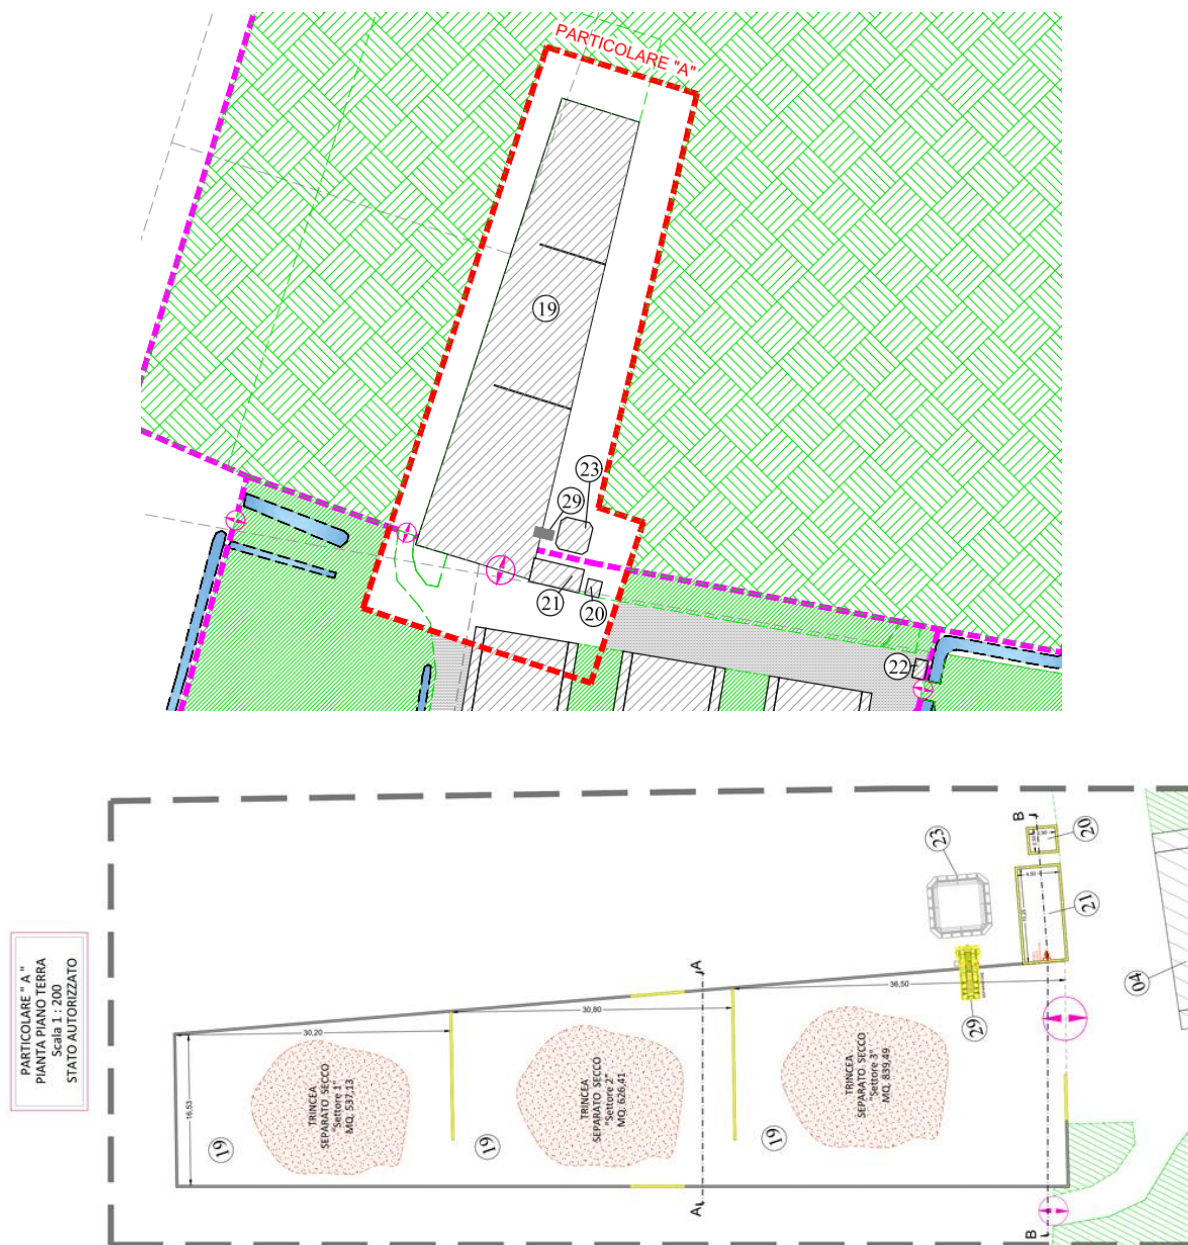 PARTICOLARE "A"
19
23
29
21
20
22
PARTICOLARE " A "
PIANTA PIANO TERRA
Scala 1 : 200
STATO AUTORIZZATO
B
20
23
4,50
21
A
29
04
36,50
30,80
30,20
16,53
TRINCEA
SEPARATO SECCO
"Settore 1"
MQ. 537,13
TRINCEA
SEPARATO SECCO
"Settore 2"
MQ. 626,41
TRINCEA
SEPARATO SECCO
"Settore 3"
MQ. 839,49
19
19
19
A
B